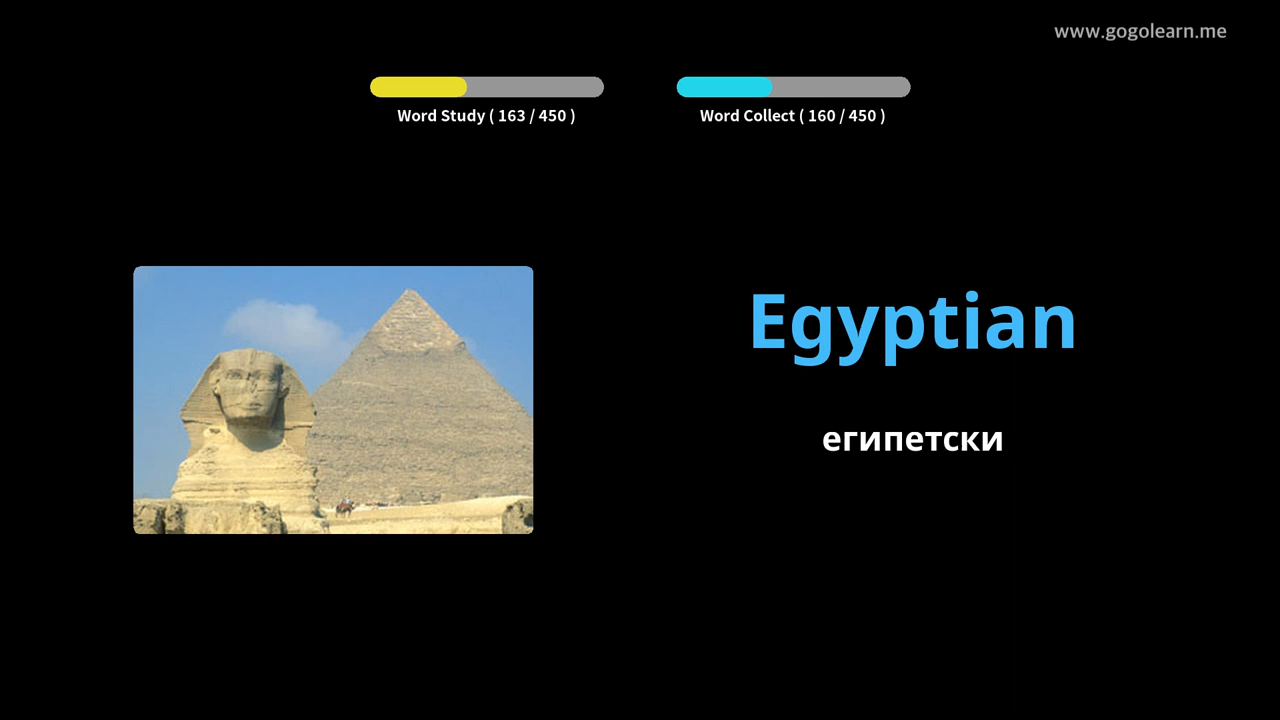 www.gogolearn.me
Word Study ( 163 / 450 )
Word Collect ( 160 / 450 )
Egyptian
египетски